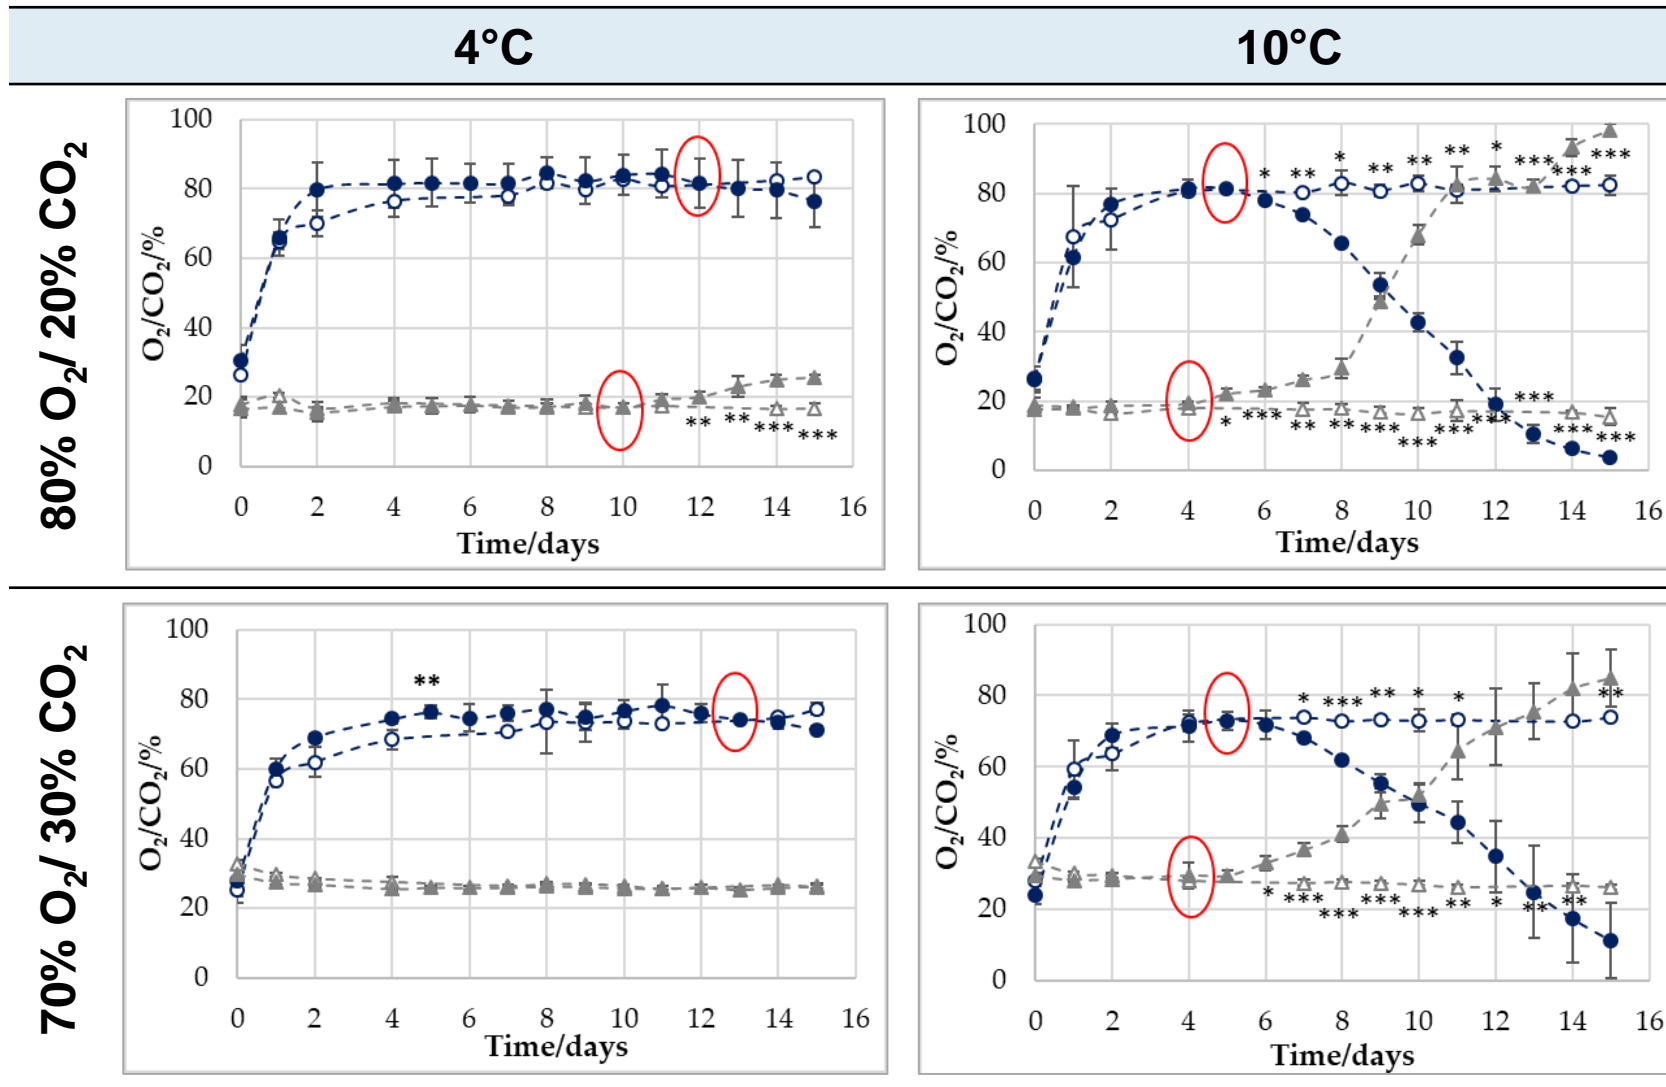 4°C 10°C
80% O₂/ 20% CO₂
O₂/CO₂/%
100
80
60
40
20
0
** ** *** ***
0 2 4 6 8 10 12 14 16
Time/days
O₂/CO₂/%
100
80
60
40
20
0
* ** * ** ** ** * *** *** ***
* *** ** ** *** *** *** *** *** *** ***
0 2 4 6 8 10 12 14 16
Time/days
70% O₂/ 30% CO₂
O₂/CO₂/%
100
80
60
40
20
0
**
0 2 4 6 8 10 12 14 16
Time/days
O₂/CO₂/%
100
80
60
40
20
0
* *** ** * * **
* *** *** *** *** ** * ** **
0 2 4 6 8 10 12 14 16
Time/days